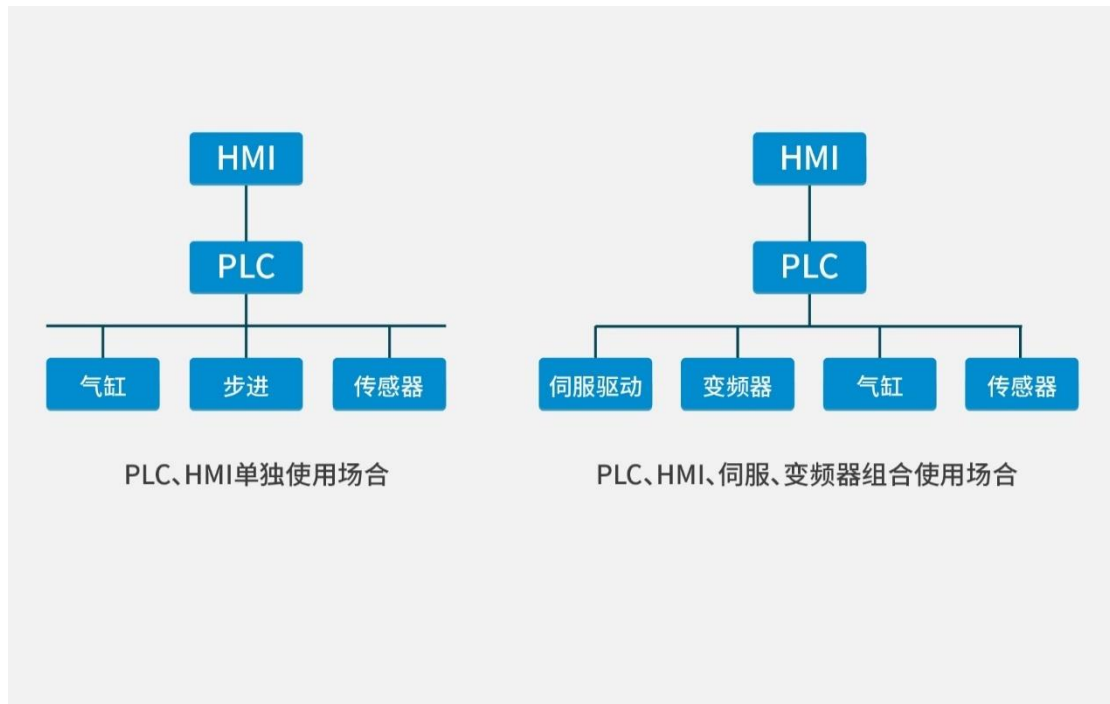 HMI
PLC
气缸
步进
传感器
PLC、HMI单独使用场合
HMI
PLC
伺服驱动
变频器
气缸
传感器
PLC、HMI、伺服、变频器组合使用场合